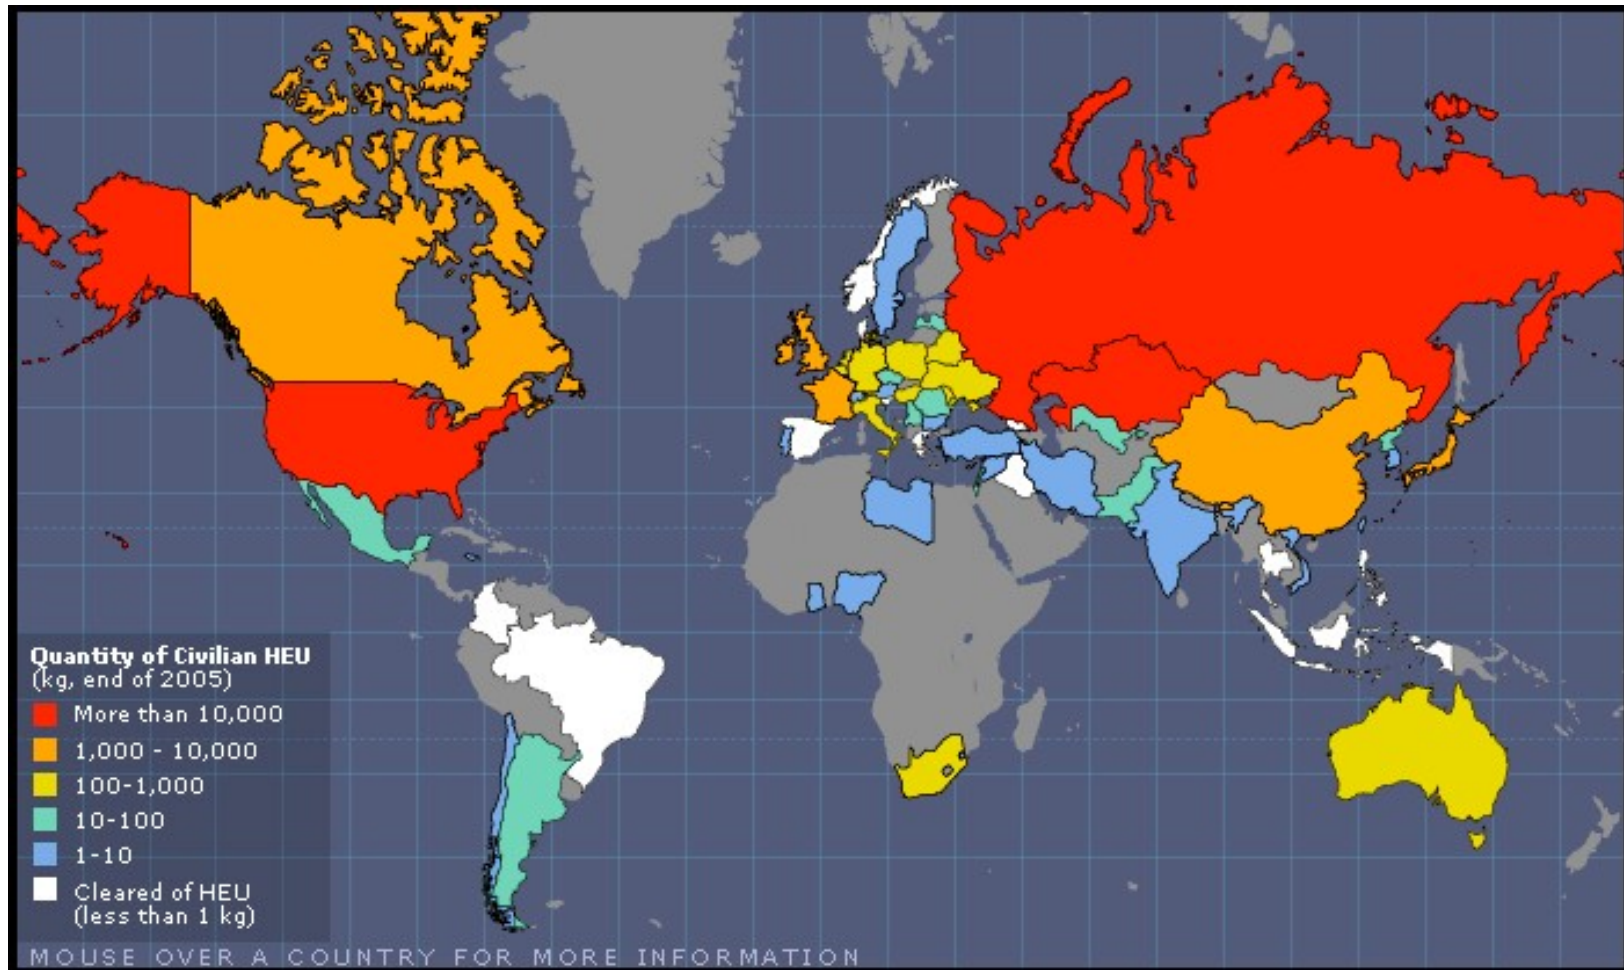 Quantity of Civilian HEU
(kg, end of 2005)
More than 10,000
1,000 - 10,000
100-1,000
10-100
1-10
Cleared of HEU
(less than 1 kg)
MOUSE OVER A COUNTRY FOR MORE INFORMATION